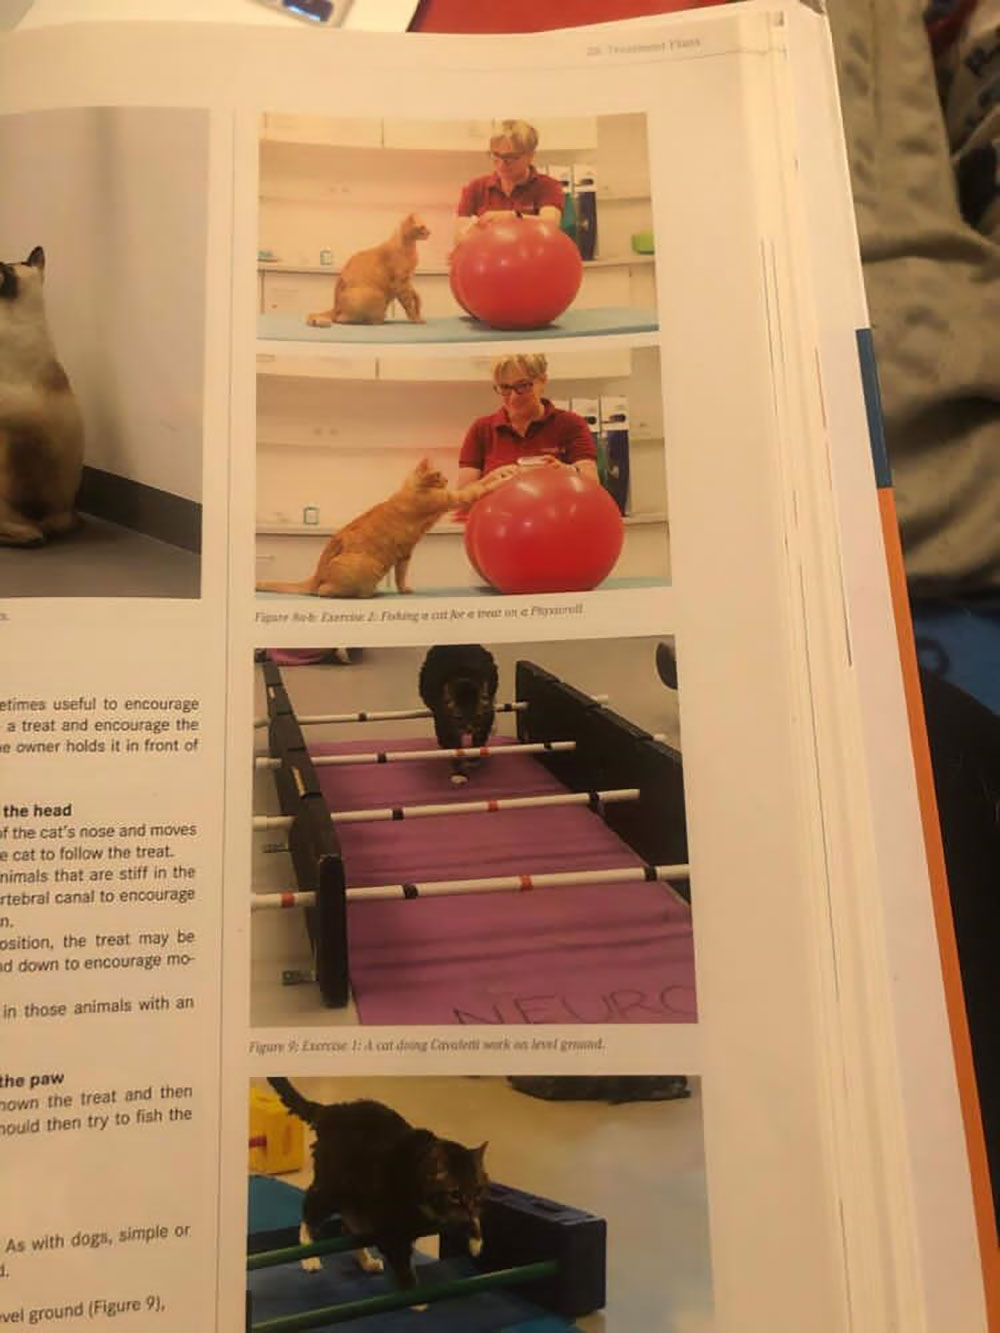 28 Treatment Plans
s.
etimes useful to encourage
a treat and encourage the
e owner holds it in front of
the head
of the cat's nose and moves
e cat to follow the treat.
nimals that are stiff in the
rtebral canal to encourage
n.
osition, the treat may be
nd down to encourage mo-
in those animals with an
the paw
hown the treat and then
hould then try to fish the
As with dogs, simple or
d.
evel ground (Figure 9),
Figure 8a-b: Exercise 2: Fishing a cat for a treat on a Physioroll.
NEURO
Figure 9: Exercise 1: A cat doing Cavaletti work on level ground.